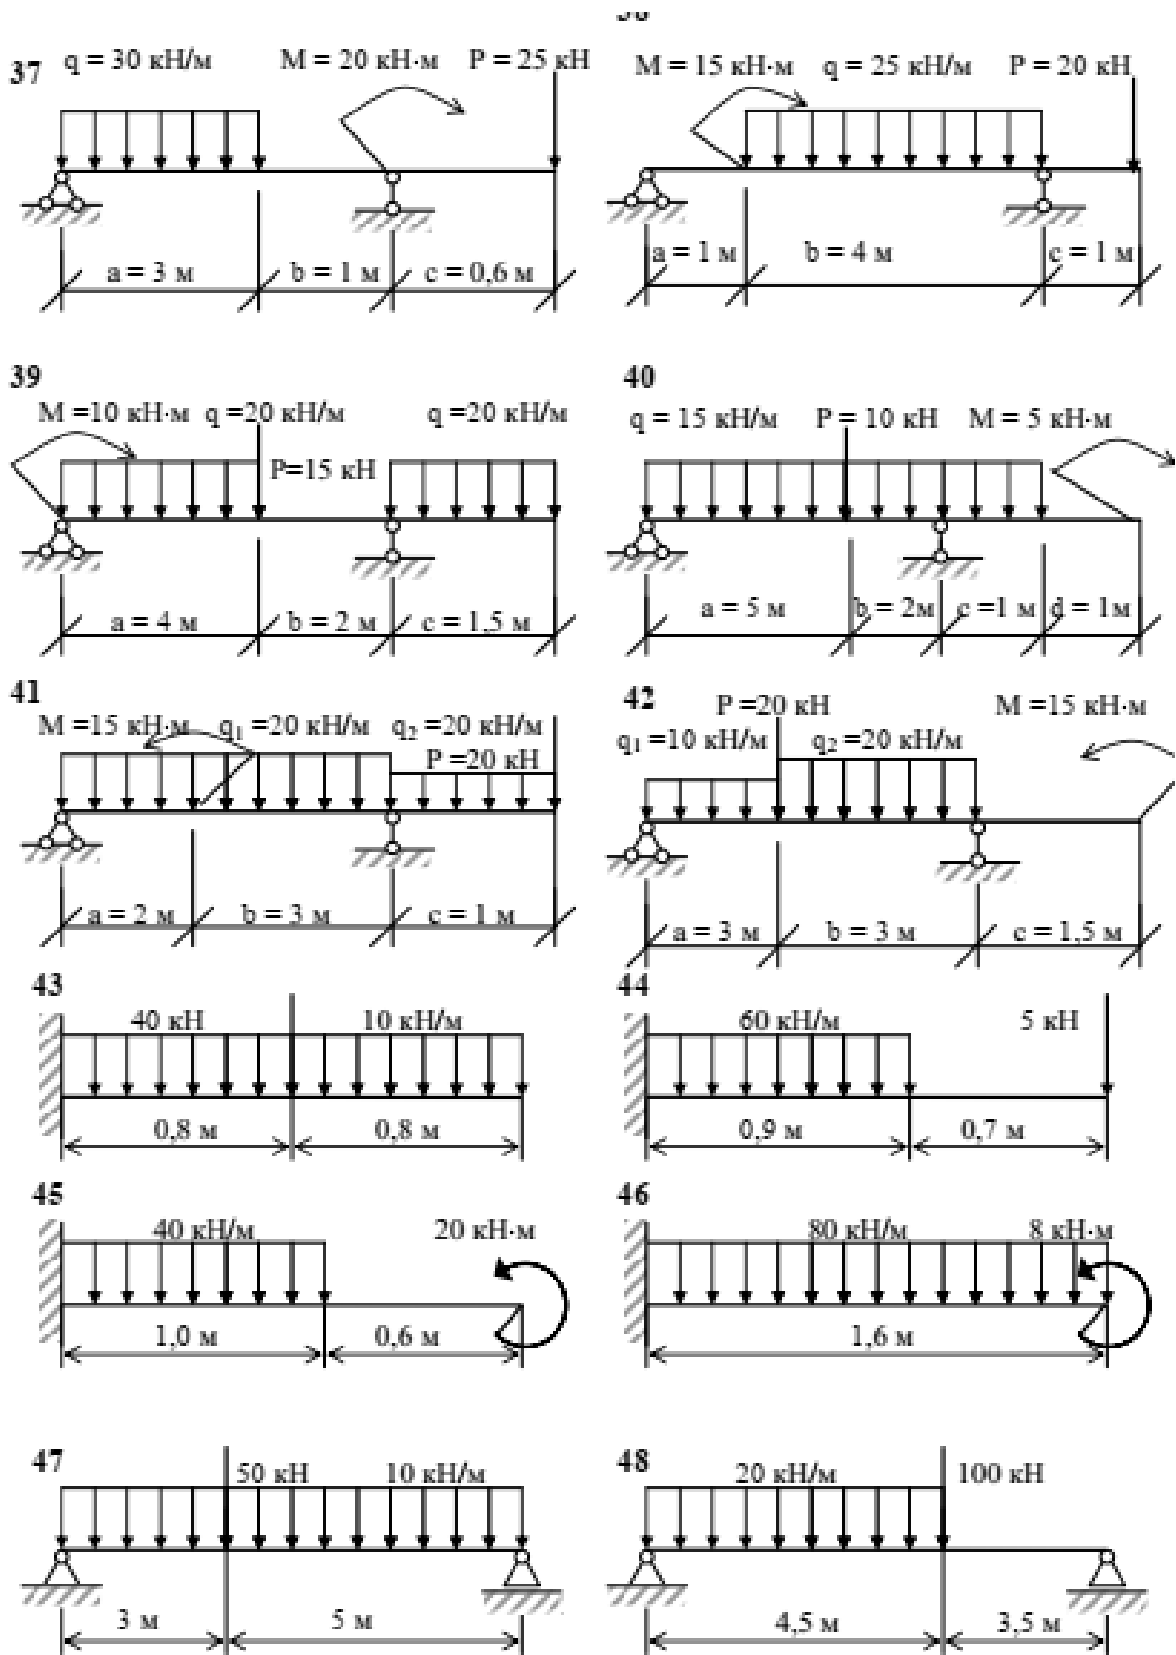 37 q = 30 кН/м M = 20 кН·м P = 25 кН
M = 15 кН·м q = 25 кН/м P = 20 кН
a = 3 м b = 1 м c = 0,6 м
a = 1 м b = 4 м c = 1 м
39
M =10 кН·м q =20 кН/м q =20 кН/м
P=15 кН
a = 4 м b = 2 м c = 1,5 м
40
q = 15 кН/м P = 10 кН M = 5 кН·м
a = 5 м b = 2м c =1 м d = 1м
41
M =15 кН·м q₁ =20 кН/м q₂ =20 кН/м
P =20 кН
a = 2 м b = 3 м c = 1 м
42
P=20 кН M =15 кН·м
q₁ =10 кН/м q₂ =20 кН/м
a = 3 м b = 3 м c = 1,5 м
43
40 кН 10 кН/м
0,8 м 0,8 м
44
60 кН/м 5 кН
0,9 м 0,7 м
45
40 кН/м 20 кН·м
1,0 м 0,6 м
46
80 кН/м 8 кН·м
1,6 м
47
50 кН 10 кН/м
3 м 5 м
48
20 кН/м 100 кН
4,5 м 3,5 м